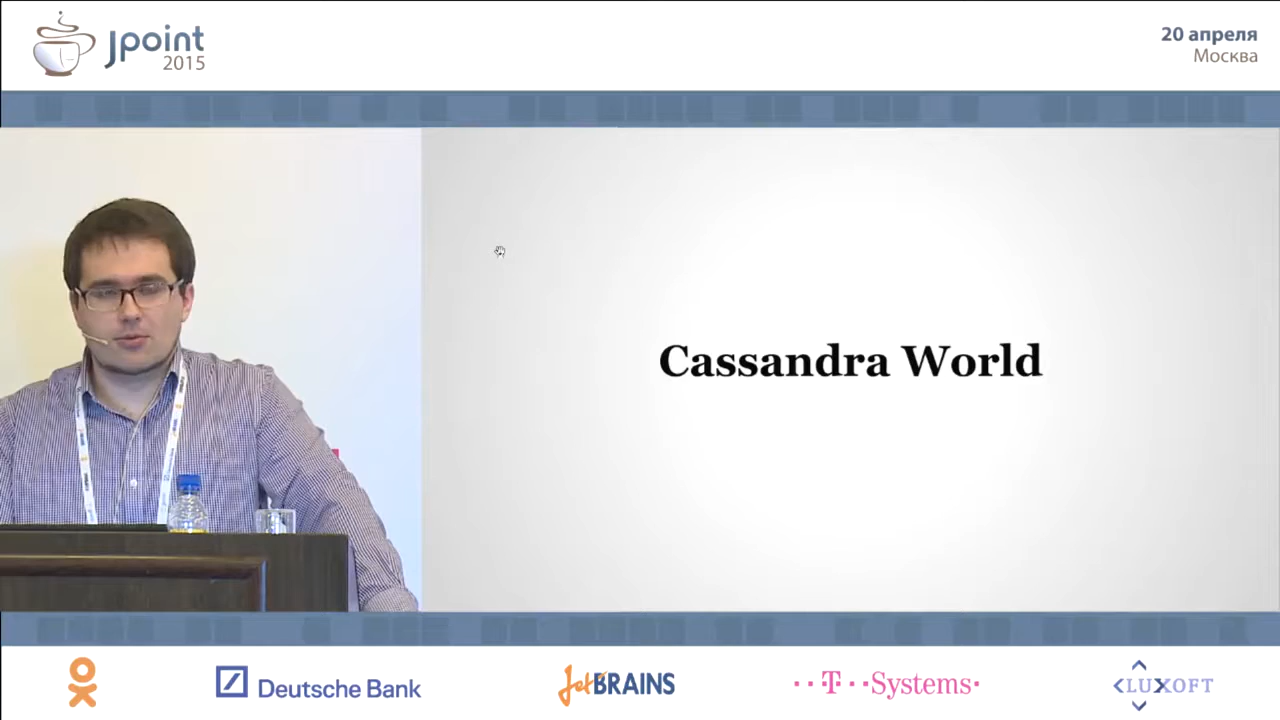 Jpoint
2015
20 апреля
Москва
Cassandra World
Deutsche Bank
JetBRAINS
··T··Systems·
LUXOFT